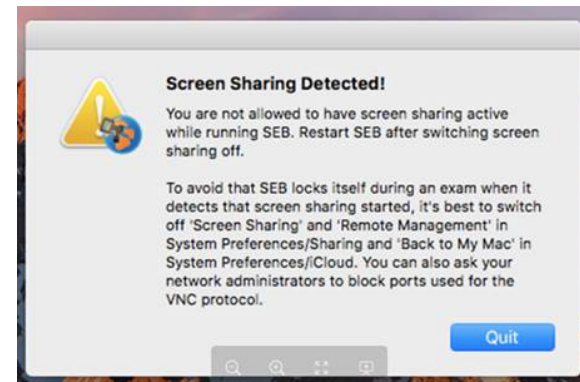 Screen Sharing Detected!
You are not allowed to have screen sharing active
while running SEB. Restart SEB after switching screen
sharing off.
To avoid that SEB locks itself during an exam when it
detects that screen sharing started, it's best to switch
off 'Screen Sharing' and 'Remote Management' in
System Preferences/Sharing and 'Back to My Mac' in
System Preferences/iCloud. You can also ask your
network administrators to block ports used for the
VNC protocol.
Quit